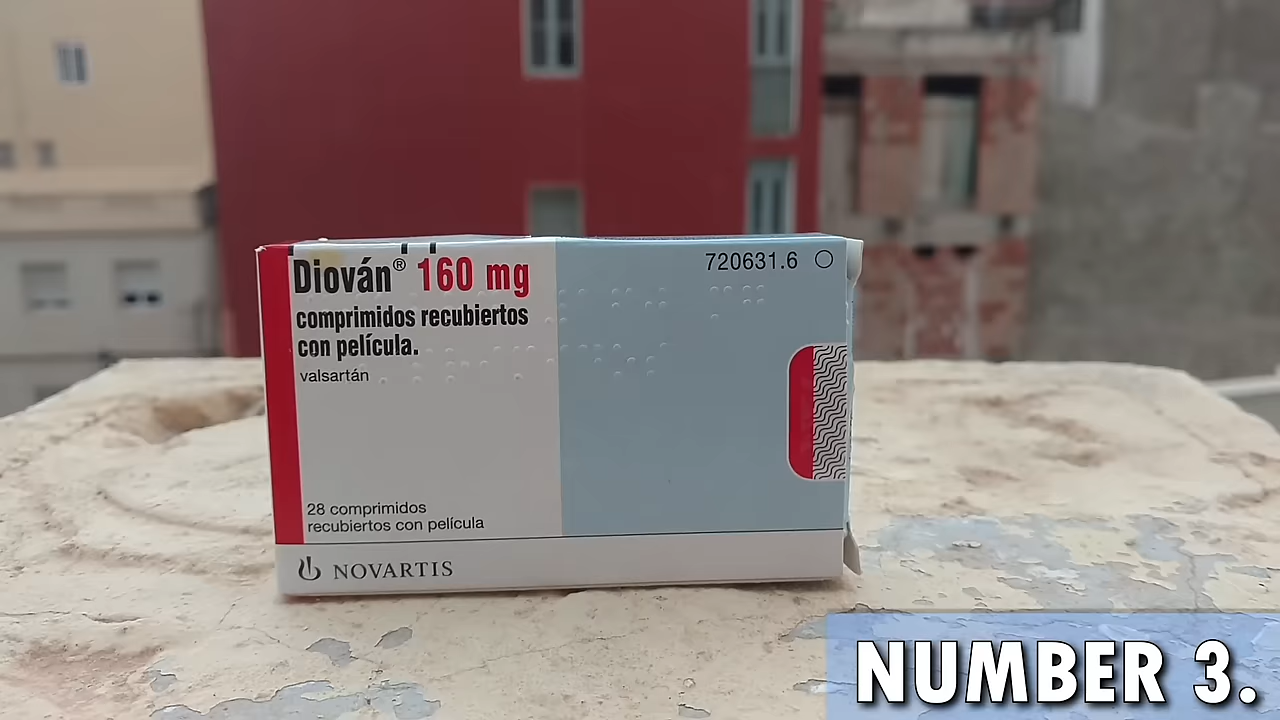 Diován® 160 mg
comprimidos recubiertos
con película.
valsartán
720631.6
28 comprimidos
recubiertos con película
NOVARTIS
NUMBER 3.